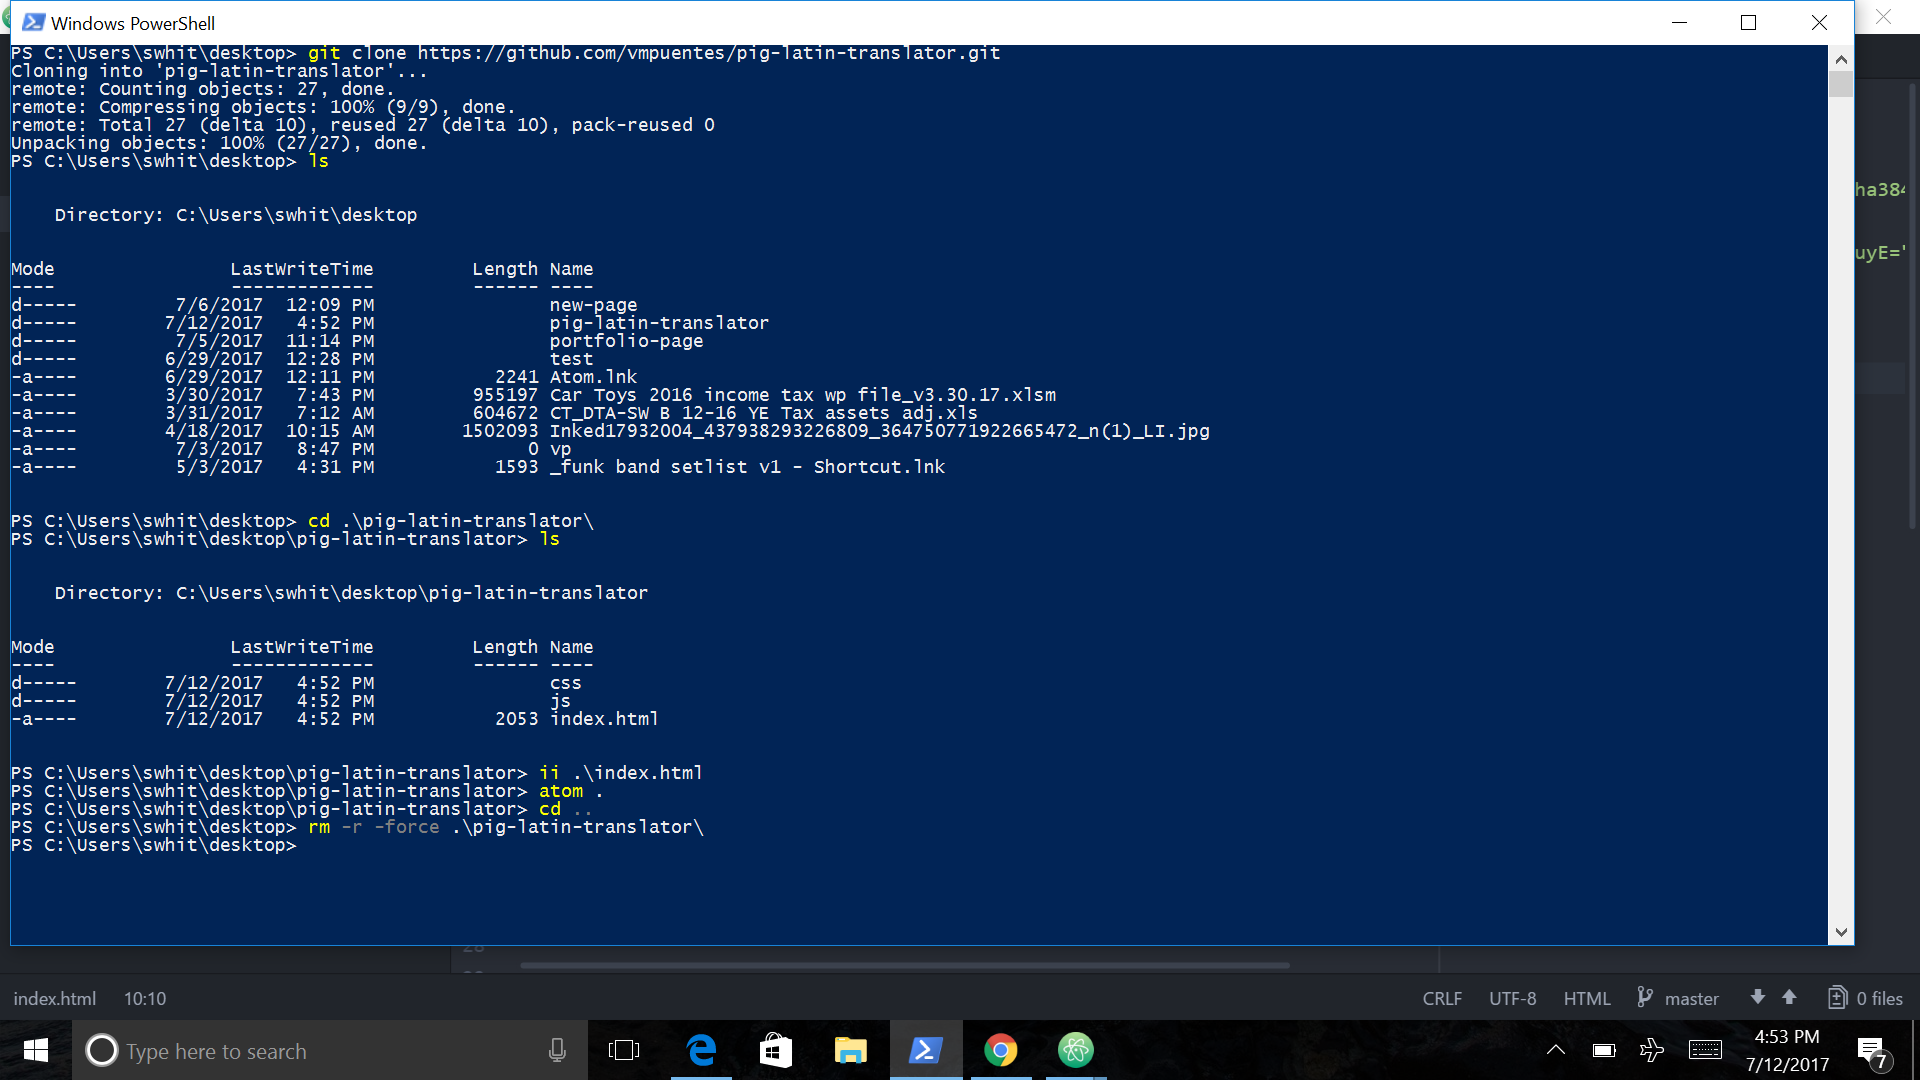 Windows PowerShell
PS C:\Users\swhit\desktop> git clone https://github.com/vmpuentes/pig-latin-translator.git
Cloning into 'pig-latin-translator'...
remote: Counting objects: 27, done.
remote: Compressing objects: 100% (9/9), done.
remote: Total 27 (delta 10), reused 27 (delta 10), pack-reused 0
Unpacking objects: 100% (27/27), done.
PS C:\Users\swhit\desktop> ls
Directory: C:\Users\swhit\desktop
Mode LastWriteTime Length Name
---- ------------- ------ ----
d----- 7/6/2017 12:09 PM new-page
d----- 7/12/2017 4:52 PM pig-latin-translator
d----- 7/5/2017 11:14 PM portfolio-page
d----- 6/29/2017 12:28 PM test
-a---- 6/29/2017 12:11 PM 2241 Atom.lnk
-a---- 3/30/2017 7:43 PM 955197 Car Toys 2016 income tax wp file_v3.30.17.xlsm
-a---- 3/31/2017 7:12 AM 604672 CT_DTA-SW B 12-16 YE Tax assets adj.xls
-a---- 4/18/2017 10:15 AM 1502093 Inked17932004_437938293226809_364750771922665472_n(1)_LI.jpg
-a---- 7/3/2017 8:47 PM 0 vp
-a---- 5/3/2017 4:31 PM 1593 _funk band setlist v1 - Shortcut.lnk
PS C:\Users\swhit\desktop> cd .\pig-latin-translator\
PS C:\Users\swhit\desktop\pig-latin-translator> ls
Directory: C:\Users\swhit\desktop\pig-latin-translator
Mode LastWriteTime Length Name
---- ------------- ------ ----
d----- 7/12/2017 4:52 PM css
d----- 7/12/2017 4:52 PM js
-a---- 7/12/2017 4:52 PM 2053 index.html
PS C:\Users\swhit\desktop\pig-latin-translator> ii .\index.html
PS C:\Users\swhit\desktop\pig-latin-translator> atom .
PS C:\Users\swhit\desktop\pig-latin-translator> cd ..
PS C:\Users\swhit\desktop> rm -r -force .\pig-latin-translator\
PS C:\Users\swhit\desktop>
ha384
uyE='
28
index.html 10:10 CRLF UTF-8 HTML master 0 files
Type here to search
4:53 PM
7/12/2017
7